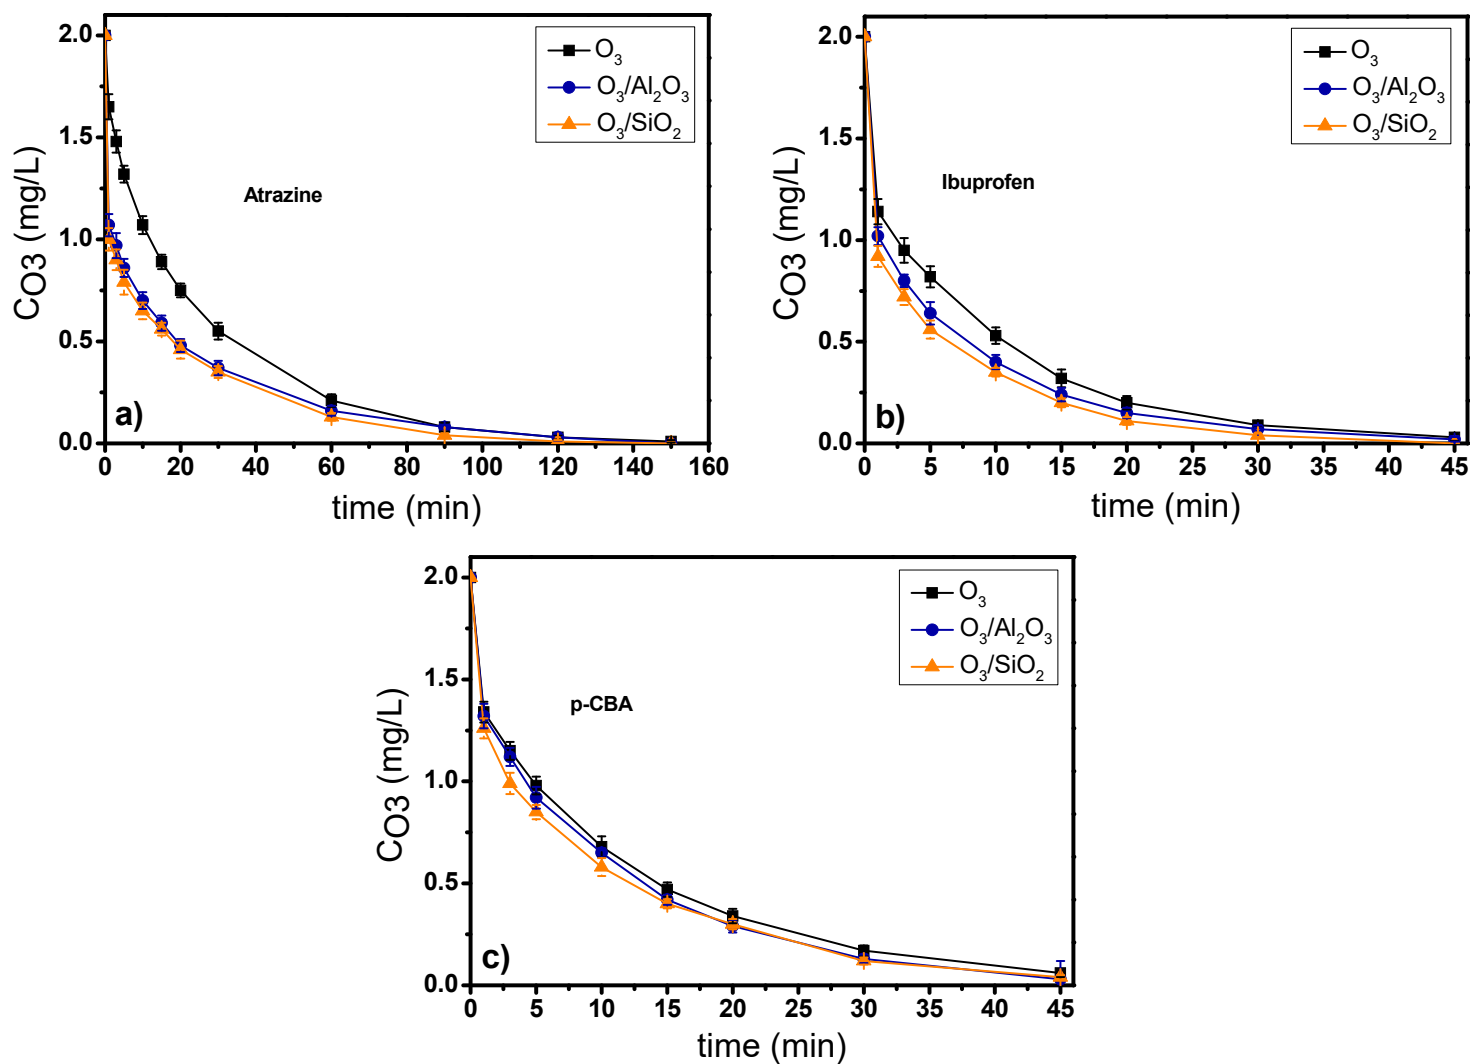 2.0
1.5
1.0
0.5
0.0
C_O3 (mg/L)
O₃
O₃/Al₂O₃
O₃/SiO₂
Atrazine
a)
0 20 40 60 80 100 120 140 160
time (min)
2.0
1.5
1.0
0.5
0.0
C_O3 (mg/L)
O₃
O₃/Al₂O₃
O₃/SiO₂
Ibuprofen
b)
0 5 10 15 20 25 30 35 40 45
time (min)
2.0
1.5
1.0
0.5
0.0
C_O3 (mg/L)
O₃
O₃/Al₂O₃
O₃/SiO₂
p-CBA
c)
0 5 10 15 20 25 30 35 40 45
time (min)